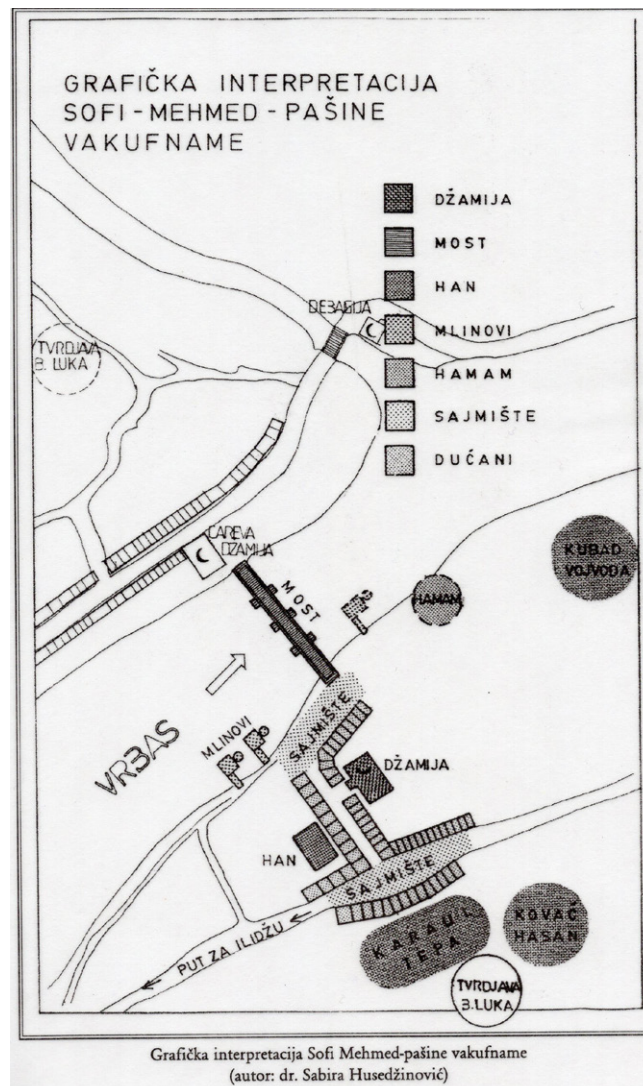 GRAFIČKA INTERPRETACIJA
SOFI - MEHMED - PAŠINE
VAKUFNAME
DŽAMIJA
MOST
HAN
MLINOVI
HAMAM
SAJMIŠTE
DUĆANI
DEBAGIJA
TVRDJAVA
B. LUKA
CAREVA
DŽAMIJA
MOST
HAMAM
KUBAD
VOJVODA
VRBAS
MLINOVI
SAJMIŠTE
DŽAMIJA
HAN
SAJMIŠTE
PUT ZA ILIDŽU
KARAUL
TEPA
KOVAČ
HASAN
TVRDJAVA
B.LUKA
Grafička interpretacija Sofi Mehmed-pašine vakufname
(autor: dr. Sabira Husedžinović)